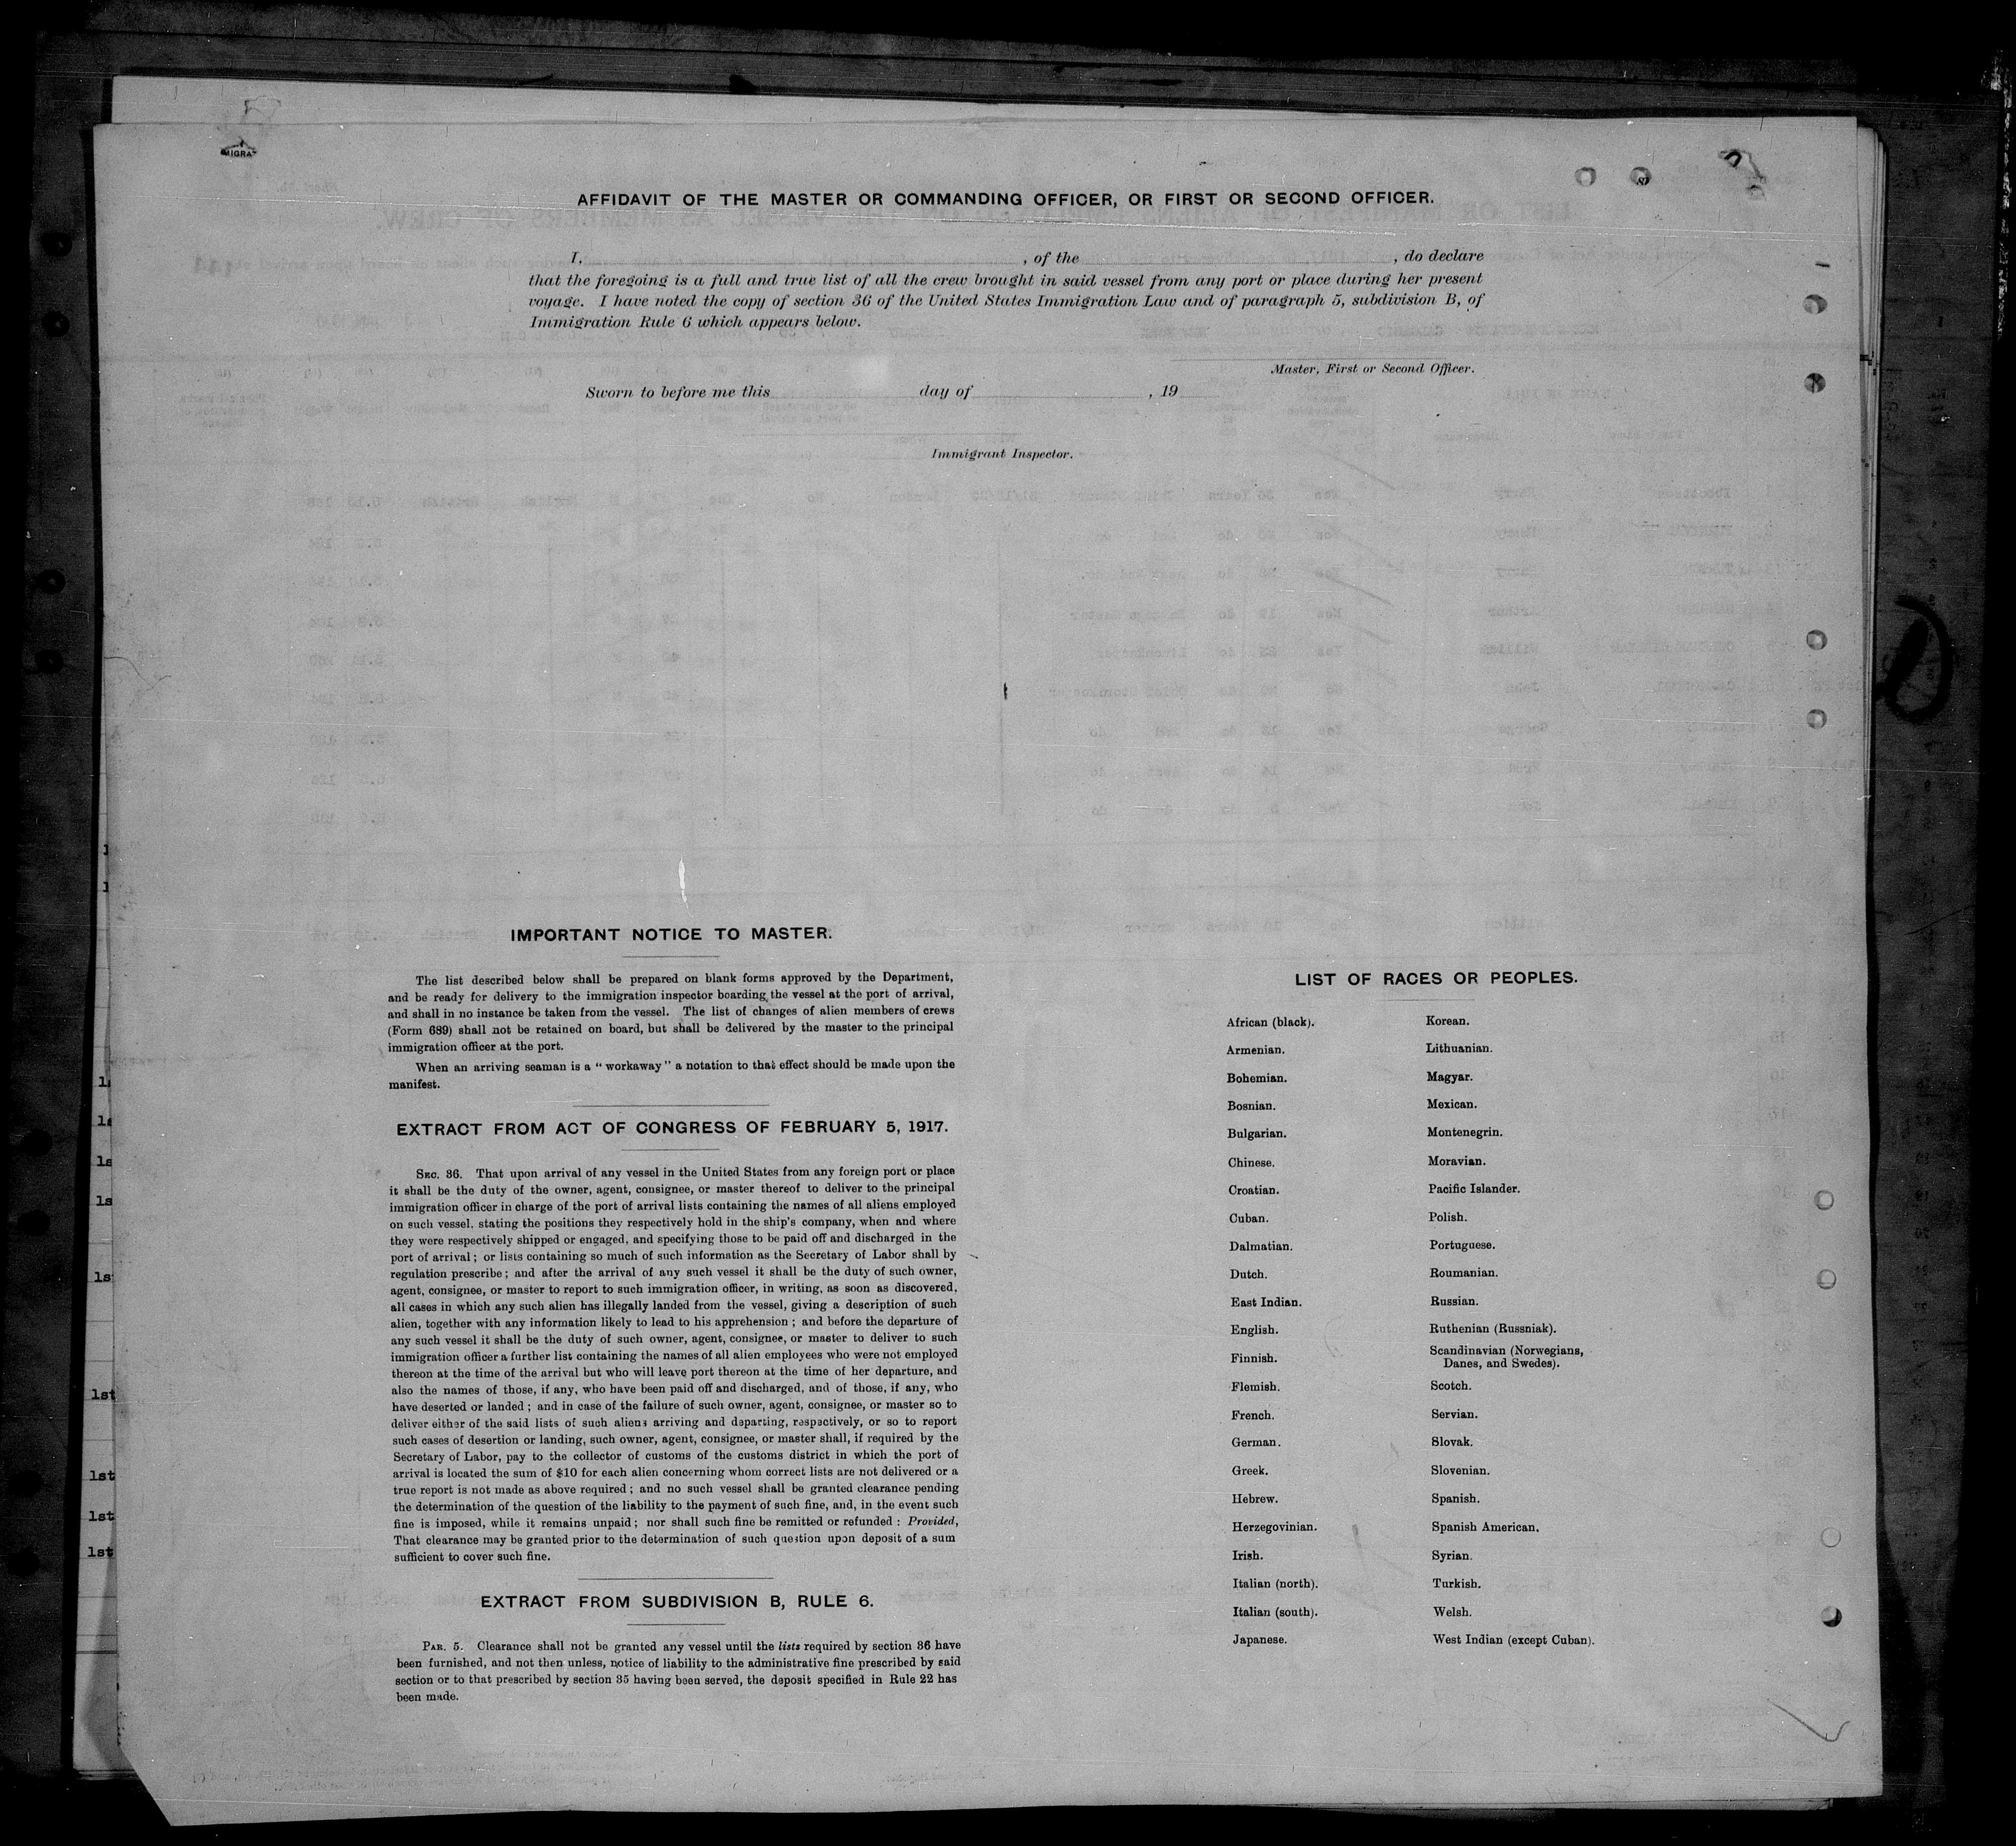 MIGRA
AFFIDAVIT OF THE MASTER OR COMMANDING OFFICER, OR FIRST OR SECOND OFFICER.
I, , of the , do declare
that the foregoing is a full and true list of all the crew brought in said vessel from any port or place during her present
voyage. I have noted the copy of section 36 of the United States Immigration Law and of paragraph 5, subdivision B, of
Immigration Rule 6 which appears below.
Master, First or Second Officer.
Sworn to before me this day of , 19
Immigrant Inspector.
IMPORTANT NOTICE TO MASTER.
The list described below shall be prepared on blank forms approved by the Department,
and be ready for delivery to the immigration inspector boarding the vessel at the port of arrival,
and shall in no instance be taken from the vessel. The list of changes of alien members of crews
(Form 689) shall not be retained on board, but shall be delivered by the master to the principal
immigration officer at the port.
When an arriving seaman is a "workaway" a notation to that effect should be made upon the
manifest.
EXTRACT FROM ACT OF CONGRESS OF FEBRUARY 5, 1917.
SEC. 36. That upon arrival of any vessel in the United States from any foreign port or place
it shall be the duty of the owner, agent, consignee, or master thereof to deliver to the principal
immigration officer in charge of the port of arrival lists containing the names of all aliens employed
on such vessel, stating the positions they respectively hold in the ship's company, when and where
they were respectively shipped or engaged, and specifying those to be paid off and discharged in the
port of arrival; or lists containing so much of such information as the Secretary of Labor shall by
regulation prescribe; and after the arrival of any such vessel it shall be the duty of such owner,
agent, consignee, or master to report to such immigration officer, in writing, as soon as discovered,
all cases in which any such alien has illegally landed from the vessel, giving a description of such
alien, together with any information likely to lead to his apprehension; and before the departure of
any such vessel it shall be the duty of such owner, agent, consignee, or master to deliver to such
immigration officer a further list containing the names of all alien employees who were not employed
thereon at the time of the arrival but who will leave port thereon at the time of her departure, and
also the names of those, if any, who have been paid off and discharged, and of those, if any, who
have deserted or landed; and in case of the failure of such owner, agent, consignee, or master so to
deliver either of the said lists of such aliens arriving and departing, respectively, or so to report
such cases of desertion or landing, such owner, agent, consignee, or master shall, if required by the
Secretary of Labor, pay to the collector of customs of the customs district in which the port of
arrival is located the sum of $10 for each alien concerning whom correct lists are not delivered or a
true report is not made as above required; and no such vessel shall be granted clearance pending
the determination of the question of the liability to the payment of such fine, and, in the event such
fine is imposed, while it remains unpaid; nor shall such fine be remitted or refunded: Provided,
That clearance may be granted prior to the determination of such question upon deposit of a sum
sufficient to cover such fine.
EXTRACT FROM SUBDIVISION B, RULE 6.
PAR. 5. Clearance shall not be granted any vessel until the lists required by section 36 have
been furnished, and not then unless, notice of liability to the administrative fine prescribed by said
section or to that prescribed by section 35 having been served, the deposit specified in Rule 22 has
been made.
LIST OF RACES OR PEOPLES.
African (black).
Armenian.
Bohemian.
Bosnian.
Bulgarian.
Chinese.
Croatian.
Cuban.
Dalmatian.
Dutch.
East Indian.
English.
Finnish.
Flemish.
French.
German.
Greek.
Hebrew.
Herzegovinian.
Irish.
Italian (north).
Italian (south).
Japanese.
Korean.
Lithuanian.
Magyar.
Mexican.
Montenegrin.
Moravian.
Pacific Islander.
Polish.
Portuguese.
Roumanian.
Russian.
Ruthenian (Russniak).
Scandinavian (Norwegians,
Danes, and Swedes).
Scotch.
Servian.
Slovak.
Slovenian.
Spanish.
Spanish American.
Syrian.
Turkish.
Welsh.
West Indian (except Cuban).
1s
1s
1s
1st
1st
1st
1st